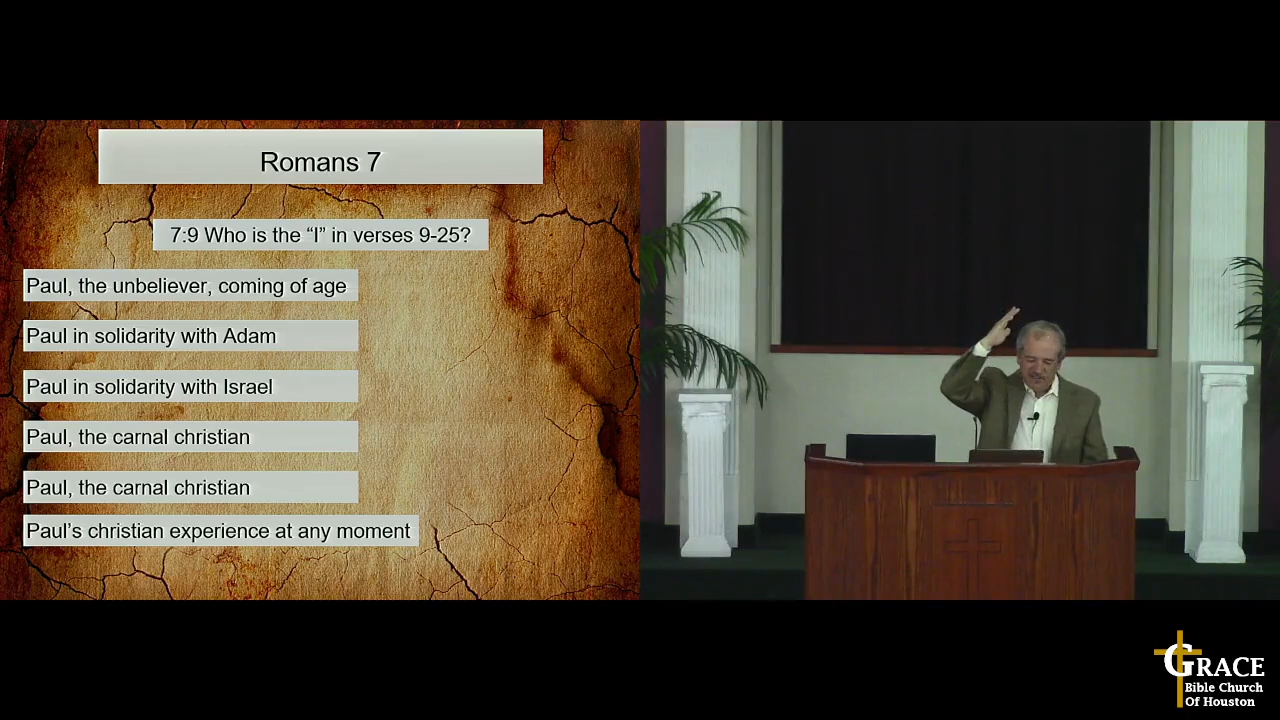 Romans 7
7:9 Who is the “I” in verses 9-25?
Paul, the unbeliever, coming of age
Paul in solidarity with Adam
Paul in solidarity with Israel
Paul, the carnal christian
Paul, the carnal christian
Paul’s christian experience at any moment
GRACE
Bible Church
Of Houston